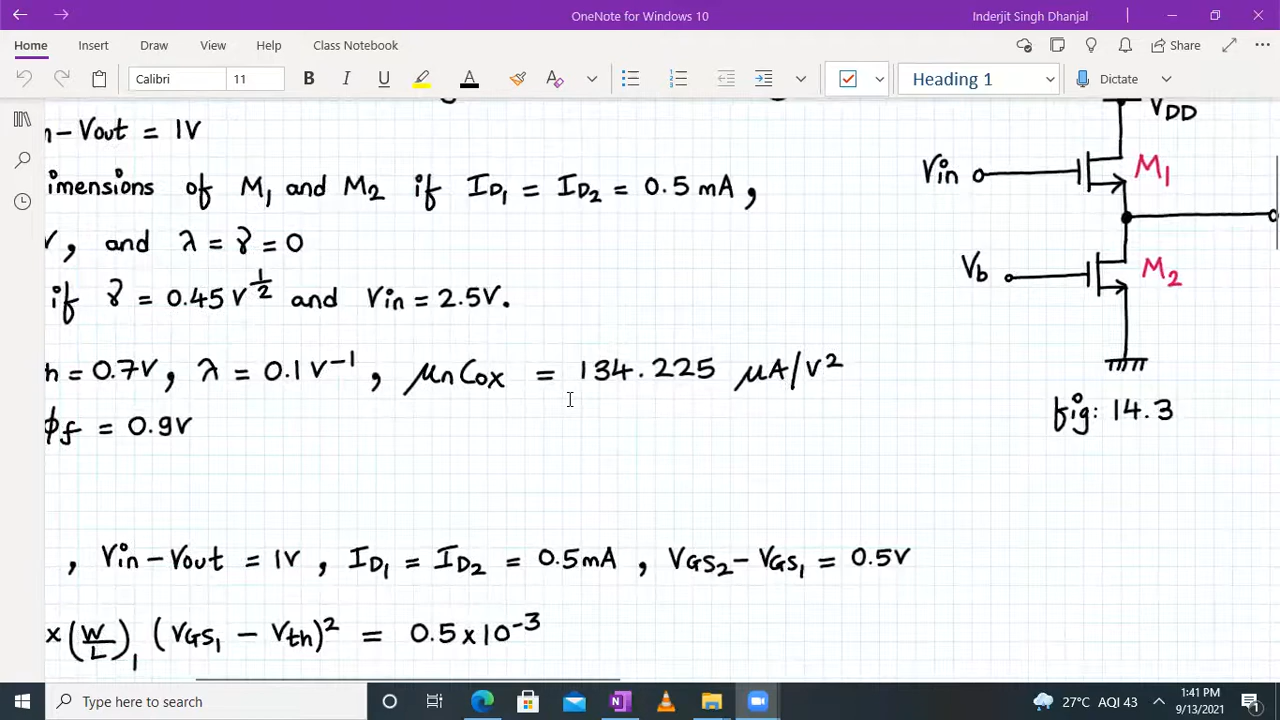 OneNote for Windows 10
Inderjit Singh Dhanjal
Home Insert Draw View Help Class Notebook
Share
Calibri 11 B I U A Heading 1 Dictate
n-Vout = 1V
imensions of M1 and M2 if ID1 = ID2 = 0.5 mA,
V, and λ = γ = 0
if γ = 0.45 V^1/2 and Vin = 2.5V.
h = 0.7V, λ = 0.1 V^-1, μnCox = 134.225 μA/V^2
ϕf = 0.9V
VDD
Vin
M1
Vb
M2
fig: 14.3
, Vin-Vout = 1V, ID1 = ID2 = 0.5mA, VGS2-VGS1 = 0.5V
x (W/L)1 (VGS1 - Vth)^2 = 0.5x10^-3
Type here to search
27°C AQI 43
1:41 PM
9/13/2021